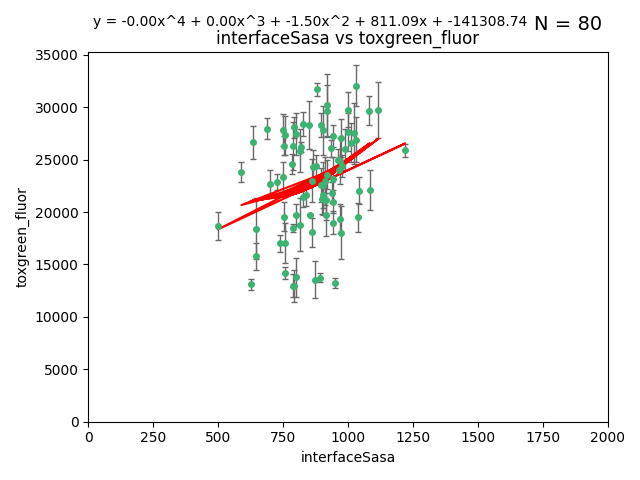 y = -0.00x^4 + 0.00x^3 + -1.50x^2 + 811.09x + -141308.74 N = 80
interfaceSasa vs toxgreen_fluor
35000
30000
25000
20000
15000
10000
5000
0
toxgreen_fluor
0 250 500 750 1000 1250 1500 1750 2000
interfaceSasa